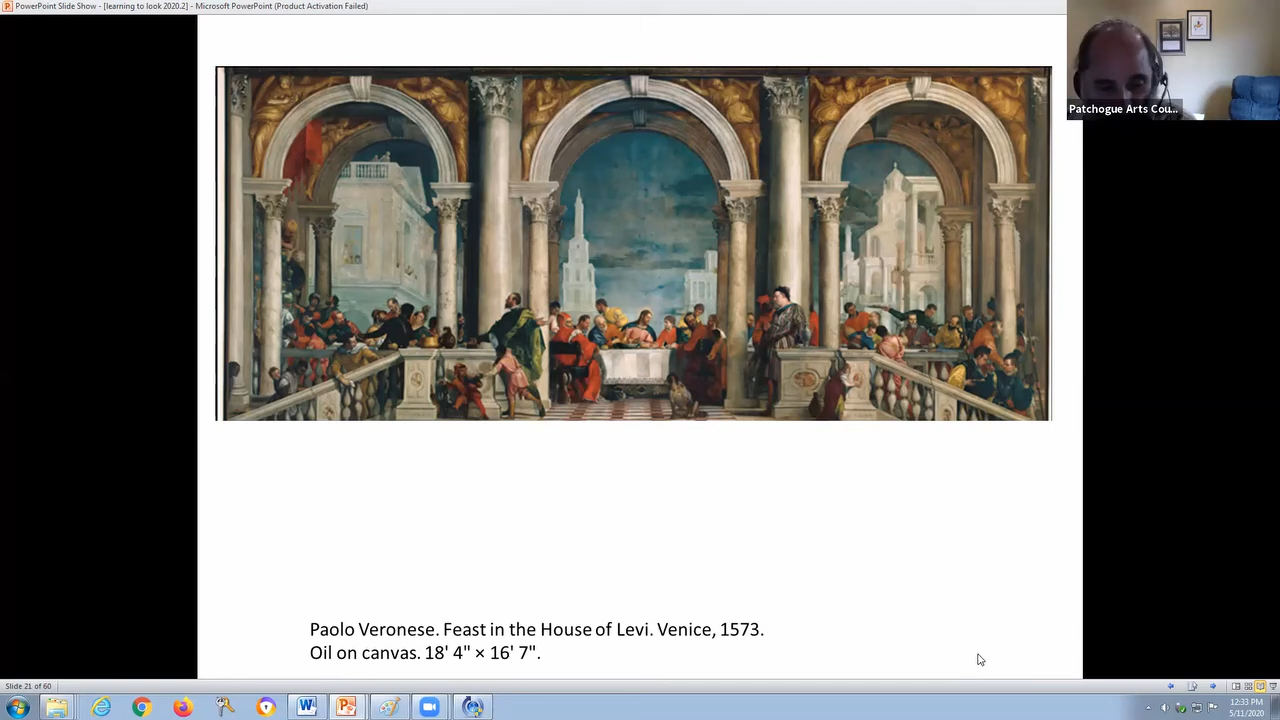 PowerPoint Slide Show - [learning to look 2020.2] - Microsoft PowerPoint (Product Activation Failed)
Patchogue Arts Cou...
Paolo Veronese. Feast in the House of Levi. Venice, 1573.
Oil on canvas. 18' 4" × 16' 7".
Slide 21 of 60
12:33 PM
5/11/2020